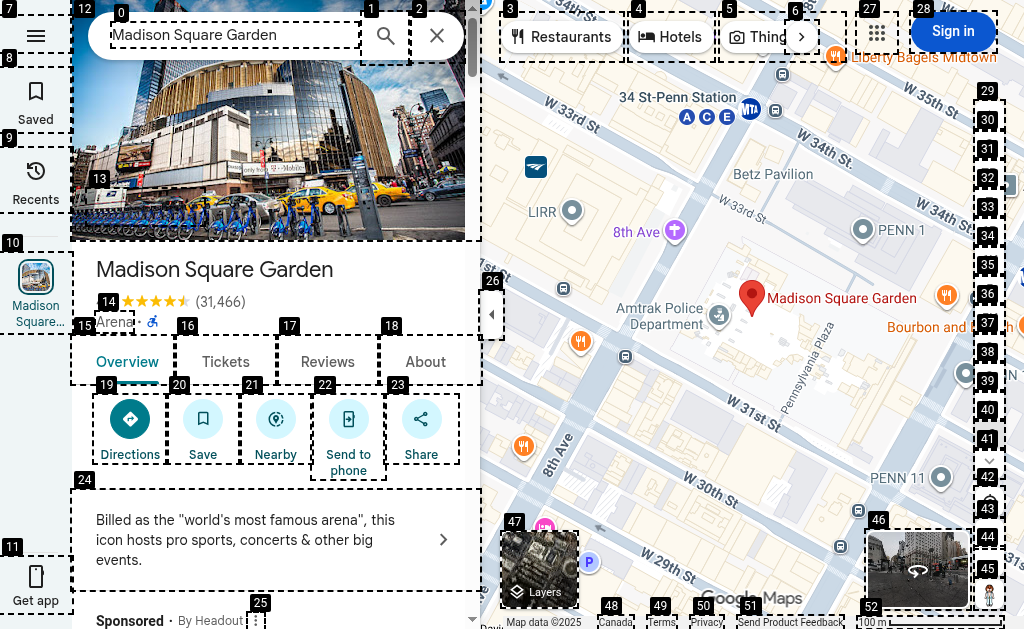 Madison Square Garden
Restaurants
Hotels
Thing
Sign in
Saved
Recents
Madison
Square...
Get app
Madison Square Garden
(31,466)
Arena
Overview
Tickets
Reviews
About
Directions
Save
Nearby
Send to
phone
Share
Billed as the "world's most famous arena", this
icon hosts pro sports, concerts & other big
events.
Sponsored · By Headout
Liberty Bagels Midtown
34 St-Penn Station
A C E
MTA
W 33rd St
W 35th St
W 34th St.
W 34th St
Betz Pavilion
W 33rd St
LIRR
8th Ave
PENN 1
31st St
Madison Square Garden
Amtrak Police
Department
Bourbon and
Pennsylvania Plaza
W 31st St
8th Ave
W 30th St
PENN 11
W 29th St
P
Layers
Google Maps
Map data ©2025
Canada
Terms
Privacy
Send Product Feedback
100 m
0
1
2
3
4
5
6
7
8
9
10
11
12
13
14
15
16
17
18
19
20
21
22
23
24
25
26
27
28
29
30
31
32
33
34
35
36
37
38
39
40
41
42
43
44
45
46
47
48
49
50
51
52